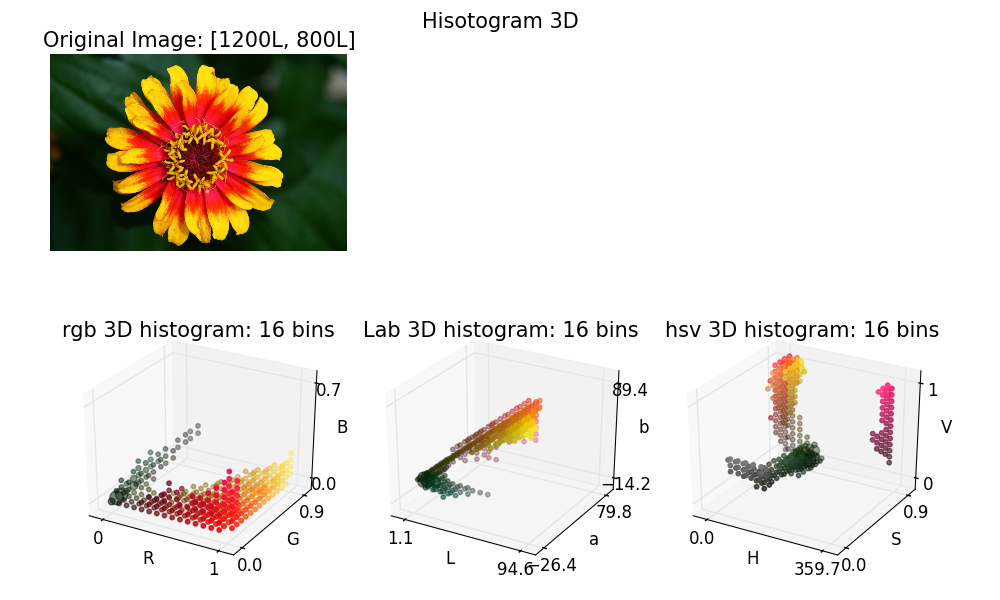 Hisotogram 3D
Original Image: [1200L, 800L]
rgb 3D histogram: 16 bins
0
R
1
0.0
G
0.9
0.0
B
0.7
Lab 3D histogram: 16 bins
1.1
L
94.6
−26.4
a
79.8
−14.2
b
89.4
hsv 3D histogram: 16 bins
0.0
H
359.7
0.0
S
0.9
0
V
1